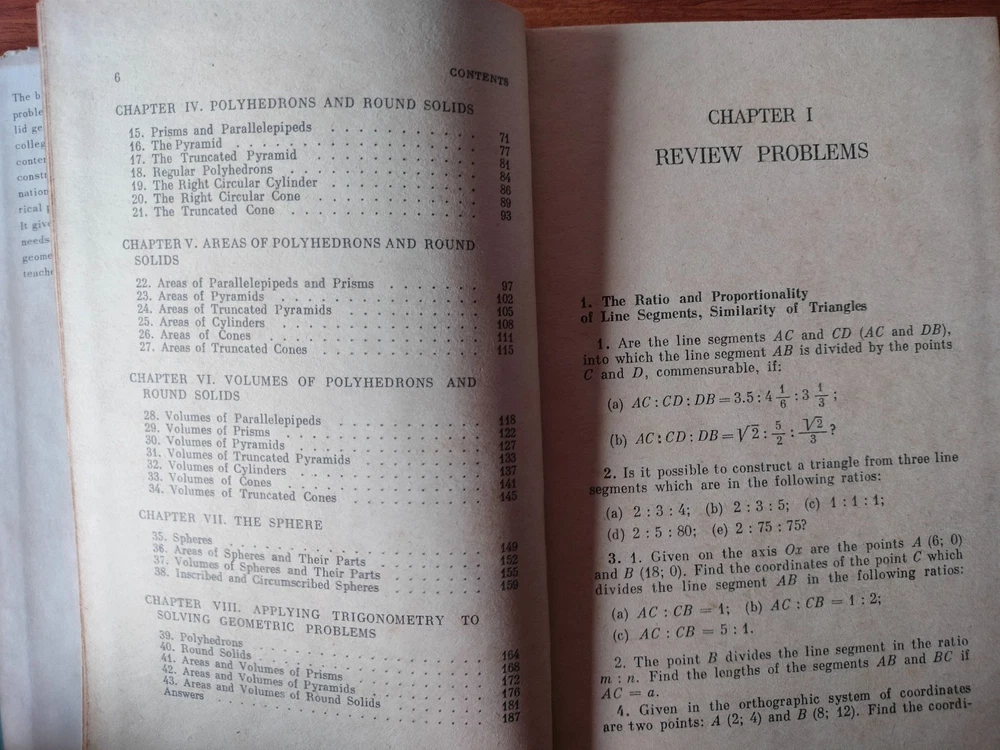 The b
proble
lid ge
colleg
conter
constr
nation
rical p
It give
needs
geome
teache
6 CONTENTS
CHAPTER IV. POLYHEDRONS AND ROUND SOLIDS
15. Prisms and Parallelepipeds . . . . . . . . . . 71
16. The Pyramid . . . . . . . . . . 77
17. The Truncated Pyramid . . . . . . . . . . 81
18. Regular Polyhedrons . . . . . . . . . . 84
19. The Right Circular Cylinder . . . . . . . . . . 86
20. The Right Circular Cone . . . . . . . . . . 89
21. The Truncated Cone . . . . . . . . . . 93
CHAPTER V. AREAS OF POLYHEDRONS AND ROUND
SOLIDS
22. Areas of Parallelepipeds and Prisms . . . . . . . 97
23. Areas of Pyramids . . . . . . . . . . 102
24. Areas of Truncated Pyramids . . . . . . . . . . 105
25. Areas of Cylinders . . . . . . . . . . 108
26. Areas of Cones . . . . . . . . . . 111
27. Areas of Truncated Cones . . . . . . . . . . 115
CHAPTER VI. VOLUMES OF POLYHEDRONS AND
ROUND SOLIDS
28. Volumes of Parallelepipeds . . . . . . . . . . 118
29. Volumes of Prisms . . . . . . . . . . 122
30. Volumes of Pyramids . . . . . . . . . . 127
31. Volumes of Truncated Pyramids . . . . . . . . . . 133
32. Volumes of Cylinders . . . . . . . . . . 137
33. Volumes of Cones . . . . . . . . . . 141
34. Volumes of Truncated Cones . . . . . . . . . . 145
CHAPTER VII. THE SPHERE
35. Spheres . . . . . . . . . . 149
36. Areas of Spheres and Their Parts . . . . . . . . 152
37. Volumes of Spheres and Their Parts . . . . . . . 155
38. Inscribed and Circumscribed Spheres . . . . . . . 159
CHAPTER VIII. APPLYING TRIGONOMETRY TO
SOLVING GEOMETRIC PROBLEMS
39. Polyhedrons . . . . . . . . . . 164
40. Round Solids . . . . . . . . . . 168
41. Areas and Volumes of Prisms . . . . . . . . . . 172
42. Areas and Volumes of Pyramids . . . . . . . . . . 176
43. Areas and Volumes of Round Solids . . . . . . . . 181
Answers . . . . . . . . . . 187
CHAPTER I
REVIEW PROBLEMS
1. The Ratio and Proportionality
of Line Segments, Similarity of Triangles
1. Are the line segments AC and CD (AC and DB),
into which the line segment AB is divided by the points
C and D, commensurable, if:
(a) AC : CD : DB = 3.5 : 4 1/6 : 3 1/3 ;
(b) AC : CD : DB = √2 : 5/2 : √2/3 ?
2. Is it possible to construct a triangle from three line
segments which are in the following ratios:
(a) 2 : 3 : 4; (b) 2 : 3 : 5; (c) 1 : 1 : 1;
(d) 2 : 5 : 80; (e) 2 : 75 : 75?
3. 1. Given on the axis Ox are the points A (6; 0)
and B (18; 0). Find the coordinates of the point C which
divides the line segment AB in the following ratios:
(a) AC : CB = 1; (b) AC : CB = 1 : 2;
(c) AC : CB = 5 : 1.
2. The point B divides the line segment in the ratio
m : n. Find the lengths of the segments AB and BC if
AC = a.
4. Given in the orthographic system of coordinates
are two points: A (2; 4) and B (8; 12). Find the coordi-